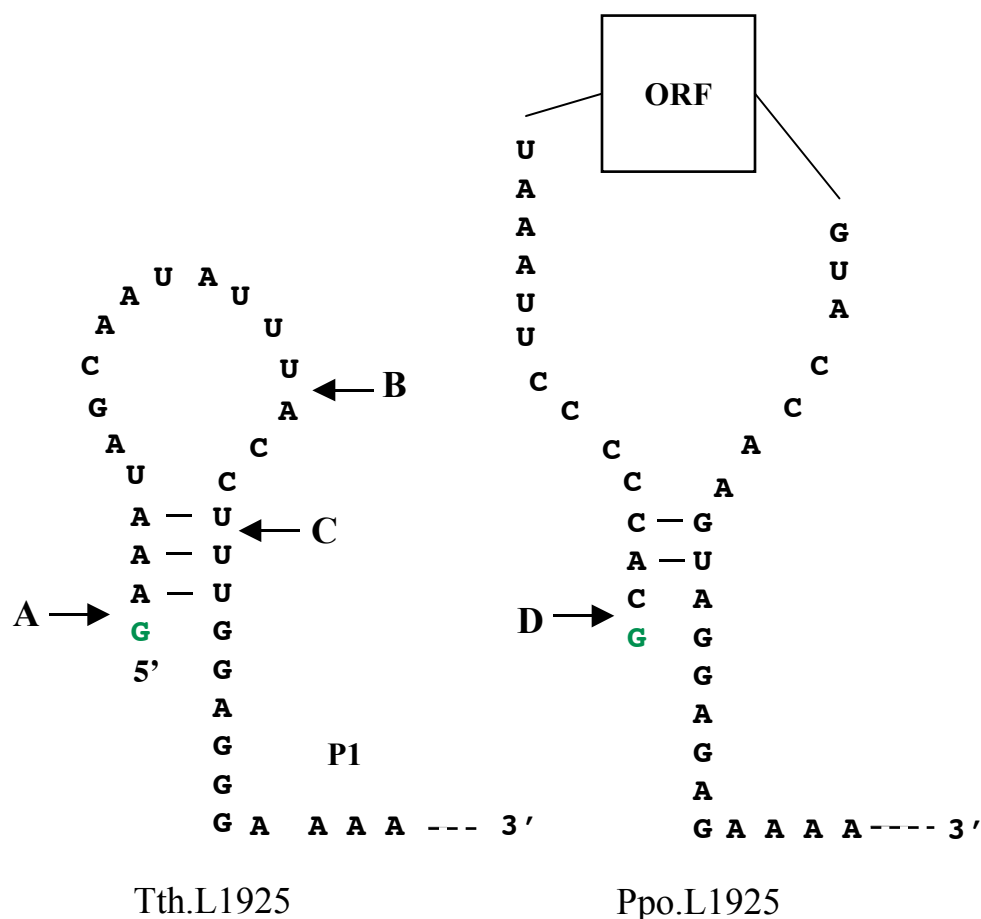 ORF
G A A A U A G C A A U A U U U A C C U U U G G A G G G A A A A --- 3'
5’
A
B
C
P1
Tth.L1925
U A A A U U C C C C C A C G
G U A C C A A G U A G G A G A G A A A A ---- 3'
D
Ppo.L1925